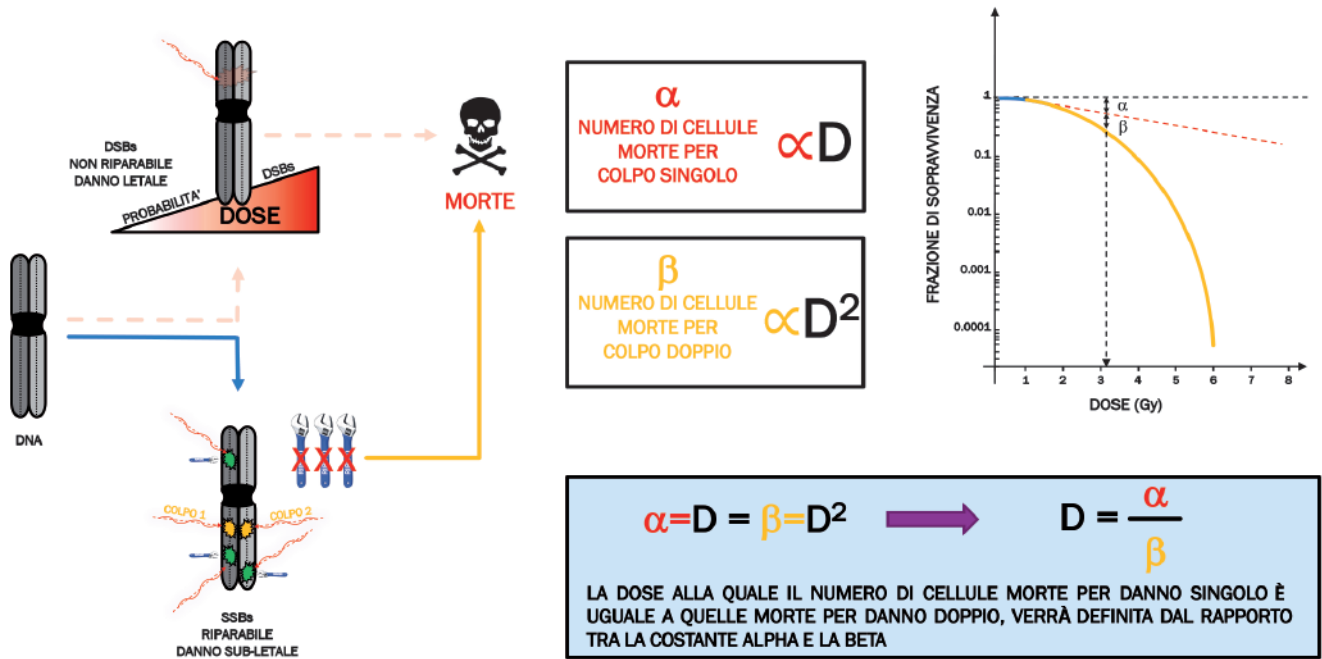 DSBs
NON RIPARABILE
DANNO LETALE
PROBABILITA'
DSBs
DOSE
MORTE
DNA
COLPO 1
COLPO 2
SSBs
RIPARABILE
DANNO SUB-LETALE
α
NUMERO DI CELLULE
MORTE PER
COLPO SINGOLO
∝D
β
NUMERO DI CELLULE
MORTE PER
COLPO DOPPIO
∝D²
FRAZIONE DI SOPRAVVIVENZA
1
0.1
0.01
0.001
0.0001
α
β
1 2 3 4 5 6 7 8
DOSE (Gy)
α=D = β=D²
D = α/β
LA DOSE ALLA QUALE IL NUMERO DI CELLULE MORTE PER DANNO SINGOLO È
UGUALE A QUELLE MORTE PER DANNO DOPPIO, VERRÀ DEFINITA DAL RAPPORTO
TRA LA COSTANTE ALPHA E LA BETA